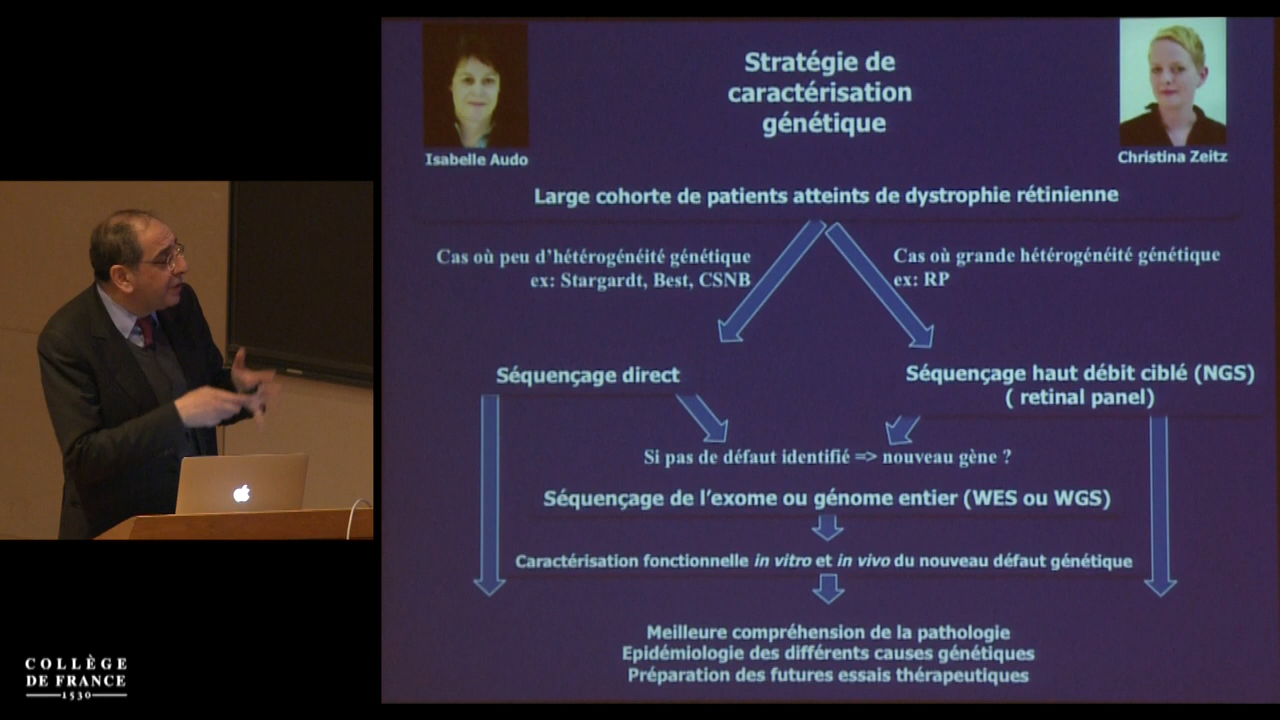 Stratégie de
caractérisation
génétique
Isabelle Audo
Christina Zeitz
Large cohorte de patients atteints de dystrophie rétinienne
Cas où peu d'hétérogénéité génétique
ex: Stargardt, Best, CSNB
Cas où grande hétérogénéité génétique
ex: RP
Séquençage direct
Séquençage haut débit ciblé (NGS)
( retinal panel)
Si pas de défaut identifié => nouveau gène ?
Séquençage de l'exome ou génome entier (WES ou WGS)
Caractérisation fonctionnelle in vitro et in vivo du nouveau défaut génétique
Meilleure compréhension de la pathologie
Epidémiologie des différents causes génétiques
Préparation des futures essais thérapeutiques
COLLÈGE
DE FRANCE
1530